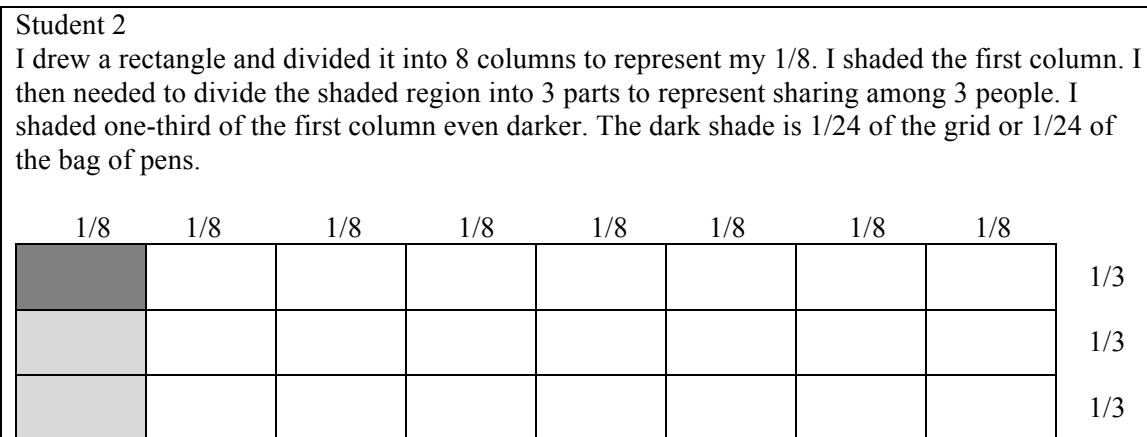 Student 2
I drew a rectangle and divided it into 8 columns to represent my 1/8. I shaded the first column. I
then needed to divide the shaded region into 3 parts to represent sharing among 3 people. I
shaded one-third of the first column even darker. The dark shade is 1/24 of the grid or 1/24 of
the bag of pens.
1/8 1/8 1/8 1/8 1/8 1/8 1/8 1/8
1/3
1/3
1/3